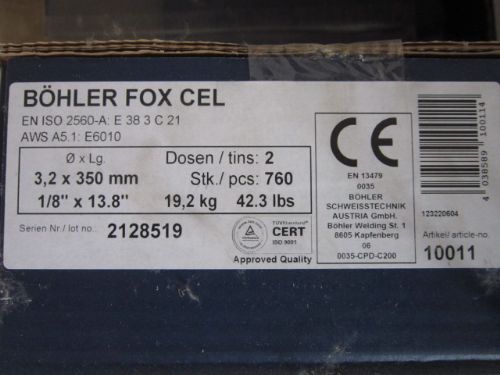 BÖHLER FOX CEL
EN ISO 2560-A: E 38 3 C 21
AWS A5.1: E6010
Ø x Lg.
3,2 x 350 mm
1/8" x 13.8"
Dosen / tins: 2
Stk./ pcs: 760
19,2 kg 42.3 lbs
Serien Nr / lot no.: 2128519
CERT
ISO 9001
Approved Quality
CE
EN 13479
0035
BÖHLER
SCHWEISSTECHNIK
AUSTRIA GmbH.
Böhler Welding St. 1
8605 Kapfenberg
06
0035-CPD-C200
4 038589 100114
123220604
Artikel/ article-no.
10011